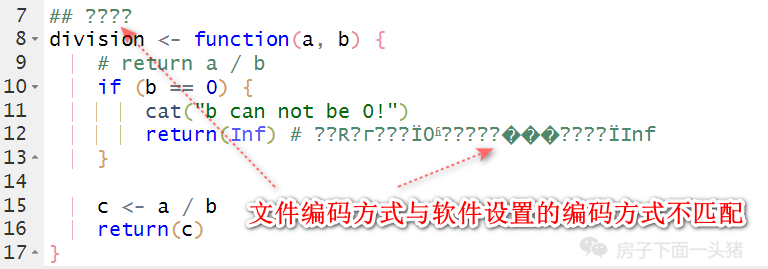 7 ## ????
8 division <- function(a, b) {
9 # return a / b
10 if (b == 0) {
11 cat("b can not be 0!")
12 return(Inf) # ??R?г???ÏO?????���????ÏInf
13 }
14
15 c <- a / b
16 return(c)
17 }
文件编码方式与软件设置的编码方式不匹配
房子下面一头猪